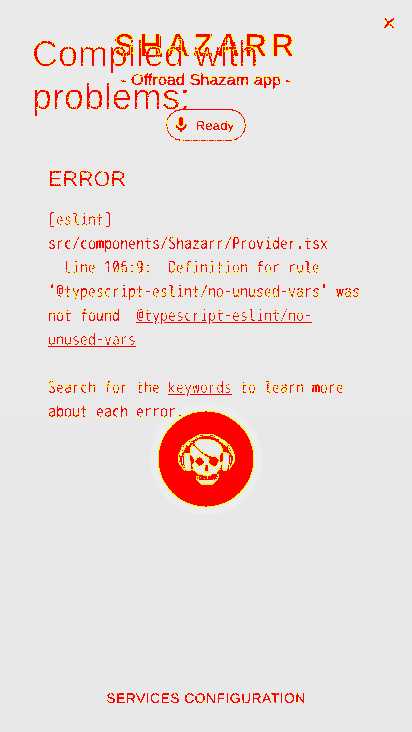 ×
SHAZARR
Compiled with
problems:
- Offroad Shazam app -
Ready
ERROR
[eslint]
src/components/Shazarr/Provider.tsx
Line 106:9: Definition for rule
'@typescript-eslint/no-unused-vars' was
not found @typescript-eslint/no-
unused-vars
Search for the keywords to learn more
about each error.
SERVICES CONFIGURATION